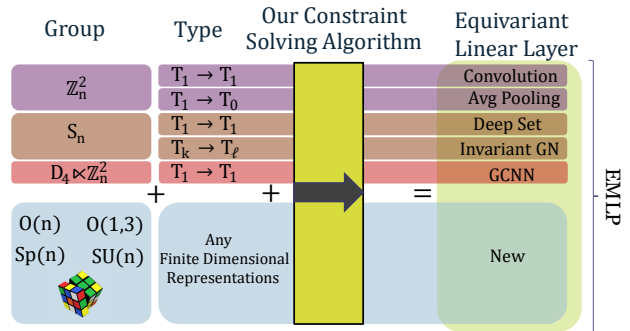 Group
Type
Our Constraint
Solving Algorithm
Equivariant
Linear Layer
ℤ²ₙ
T₁ → T₁
Convolution
T₁ → T₀
Avg Pooling
Sₙ
T₁ → T₁
Deep Set
Tₖ → Tℓ
Invariant GN
D₄⋉ℤ²ₙ
T₁ → T₁
GCNN
+
+
=
O(n)
O(1,3)
Sp(n)
SU(n)
Any
Finite Dimensional
Representations
New
EMLP